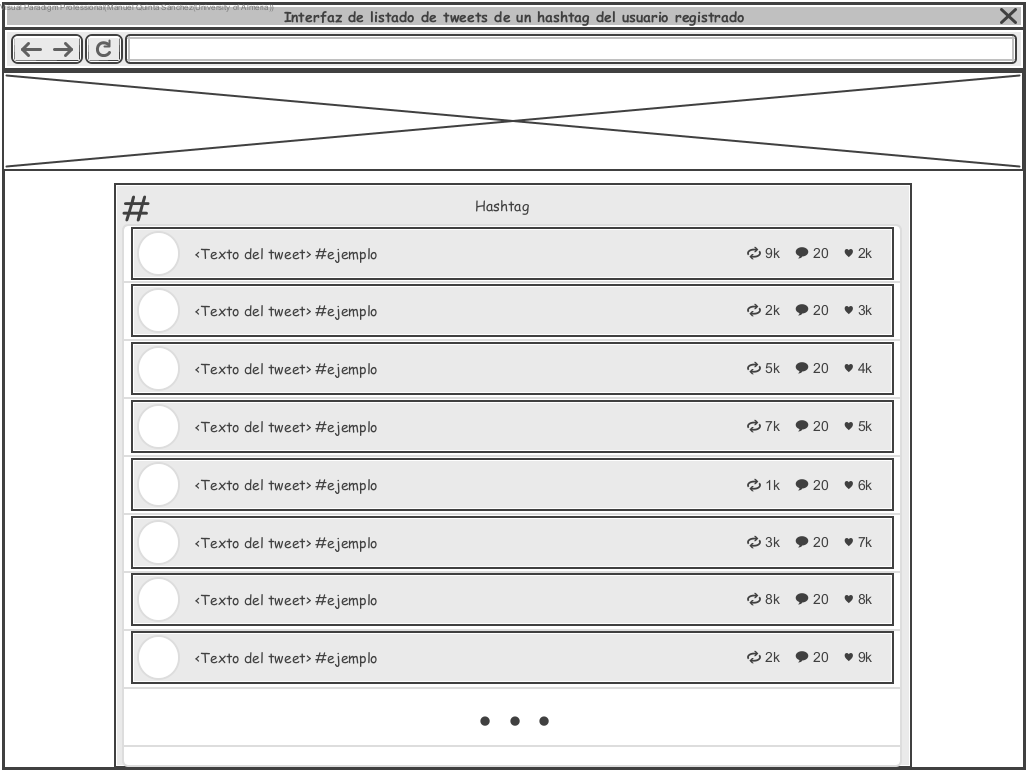 Visual Paradigm Professional(Manuel Quinta Sanchez(University of Almeria))
Interfaz de listado de tweets de un hashtag del usuario registrado
# Hashtag
<Texto del tweet> #ejemplo 9k 20 2k
<Texto del tweet> #ejemplo 2k 20 3k
<Texto del tweet> #ejemplo 5k 20 4k
<Texto del tweet> #ejemplo 7k 20 5k
<Texto del tweet> #ejemplo 1k 20 6k
<Texto del tweet> #ejemplo 3k 20 7k
<Texto del tweet> #ejemplo 8k 20 8k
<Texto del tweet> #ejemplo 2k 20 9k